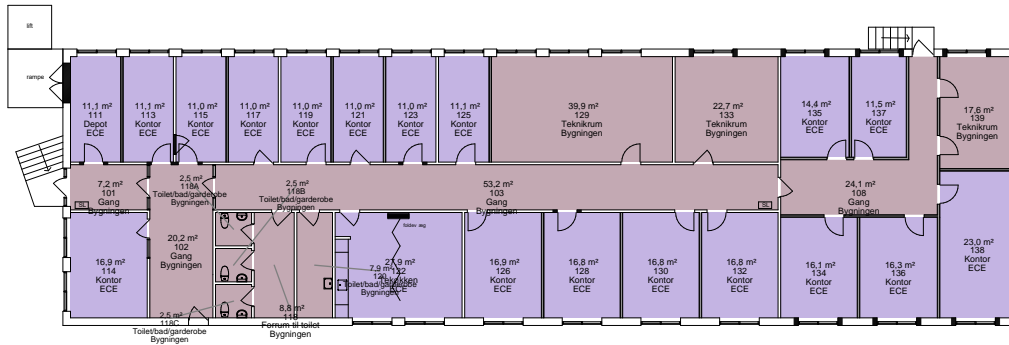 lift
rampe
11,1 m²
111
Depot
ECE
11,1 m²
113
Kontor
ECE
11,0 m²
115
Kontor
ECE
11,0 m²
117
Kontor
ECE
11,0 m²
119
Kontor
ECE
11,0 m²
121
Kontor
ECE
11,0 m²
123
Kontor
ECE
11,1 m²
125
Kontor
ECE
39,9 m²
129
Teknikrum
Bygningen
22,7 m²
133
Teknikrum
Bygningen
14,4 m²
135
Kontor
ECE
11,5 m²
137
Kontor
ECE
17,6 m²
139
Teknikrum
Bygningen
7,2 m²
101
Gang
Bygningen
SL
2,5 m²
118A
Toilet/bad/garderobe
Bygningen
2,5 m²
118B
Toilet/bad/garderobe
Bygningen
53,2 m²
103
Gang
Bygningen
SL
24,1 m²
108
Gang
Bygningen
16,9 m²
114
Kontor
ECE
20,2 m²
102
Gang
Bygningen
27,9 m²
122
Tekøkken
ECE
7,9 m²
120
Toilet/bad/garderobe
Bygningen
16,9 m²
126
Kontor
ECE
16,8 m²
128
Kontor
ECE
16,8 m²
130
Kontor
ECE
16,8 m²
132
Kontor
ECE
16,1 m²
134
Kontor
ECE
16,3 m²
136
Kontor
ECE
23,0 m²
138
Kontor
ECE
2,5 m²
118C
Toilet/bad/garderobe
Bygningen
8,8 m²
118
Forrum til toilet
Bygningen